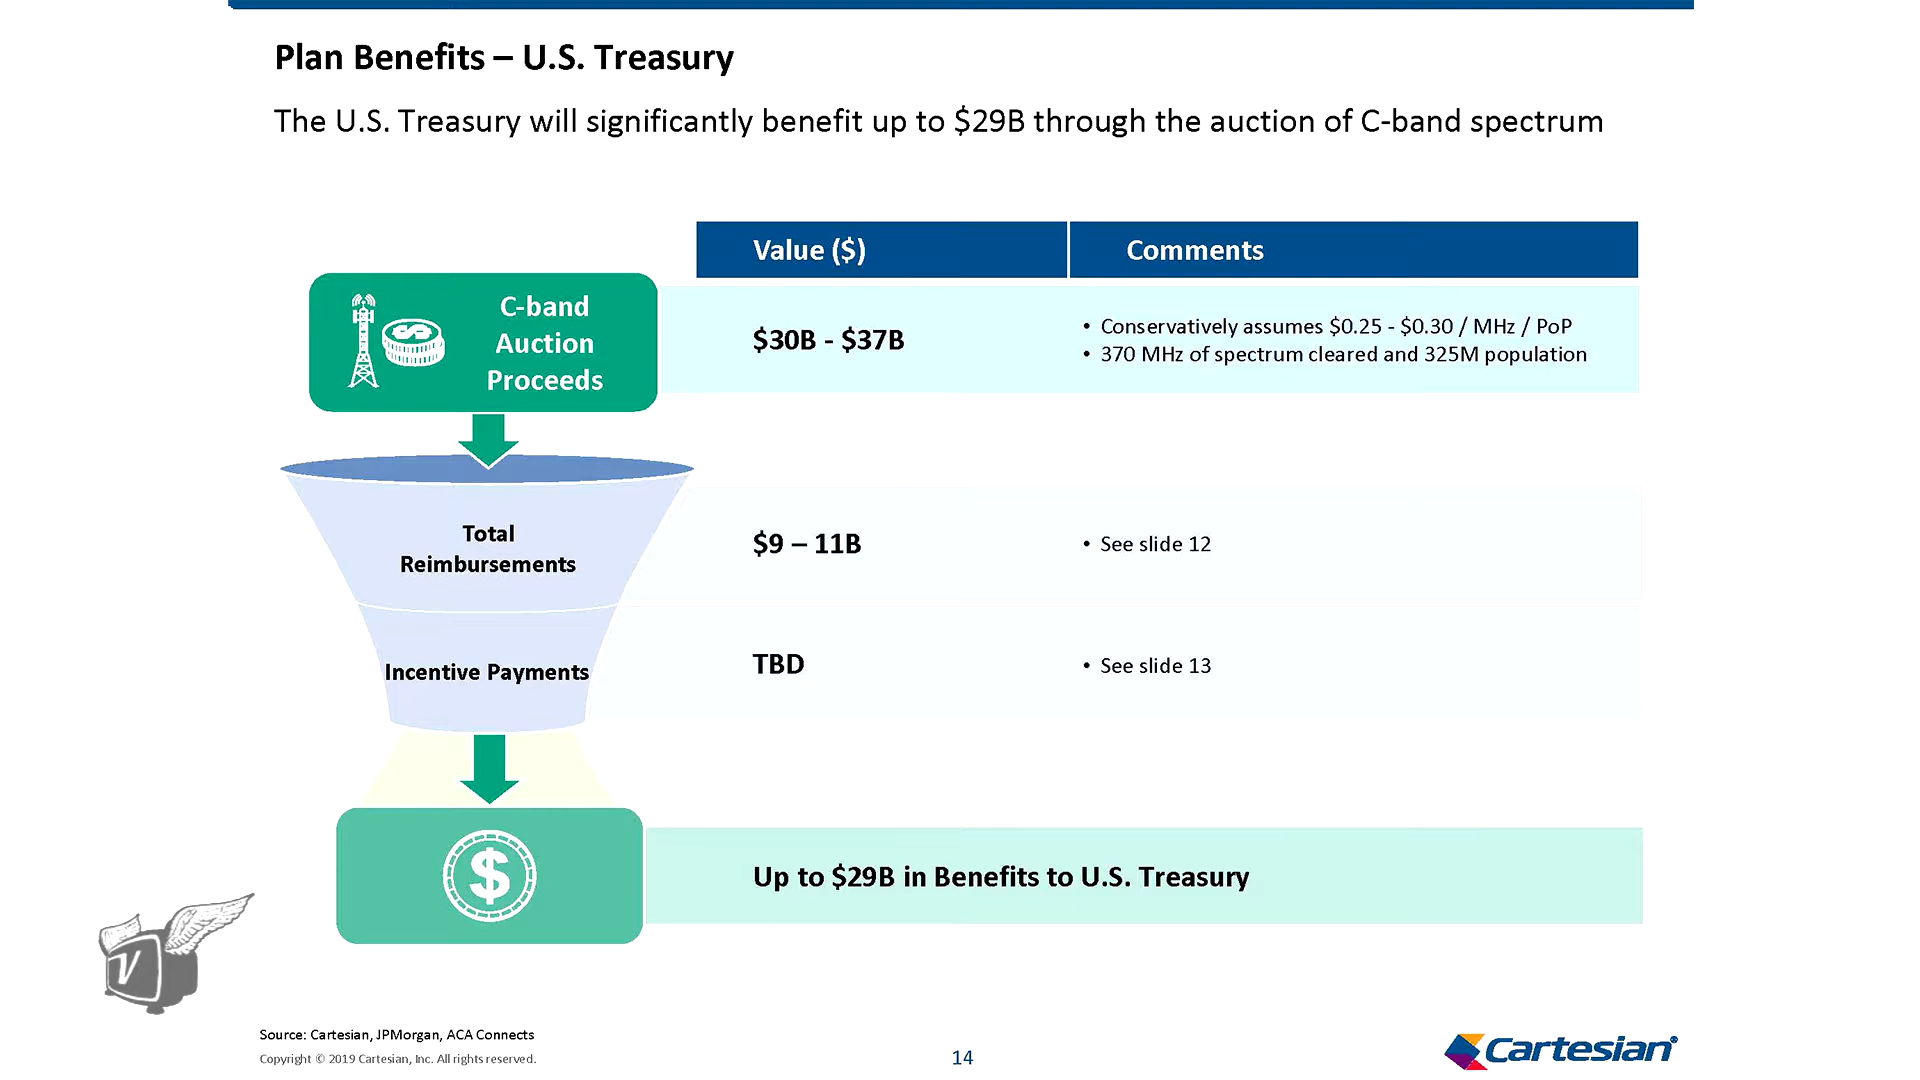 Plan Benefits – U.S. Treasury
The U.S. Treasury will significantly benefit up to $29B through the auction of C-band spectrum
Value ($)
Comments
C-band
Auction
Proceeds
$30B - $37B
• Conservatively assumes $0.25 - $0.30 / MHz / PoP
• 370 MHz of spectrum cleared and 325M population
Total
Reimbursements
$9 – 11B
• See slide 12
Incentive Payments
TBD
• See slide 13
$
Up to $29B in Benefits to U.S. Treasury
V
Source: Cartesian, JPMorgan, ACA Connects
Copyright © 2019 Cartesian, Inc. All rights reserved.
14
Cartesian®